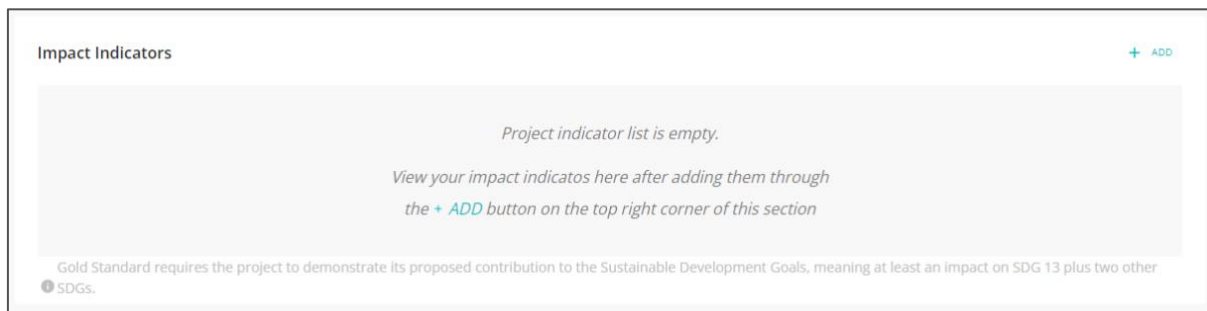 Impact Indicators
+ ADD
Project indicator list is empty.
View your impact indicatos here after adding them through
the + ADD button on the top right corner of this section
Gold Standard requires the project to demonstrate its proposed contribution to the Sustainable Development Goals, meaning at least an impact on SDG 13 plus two other
SDGs.